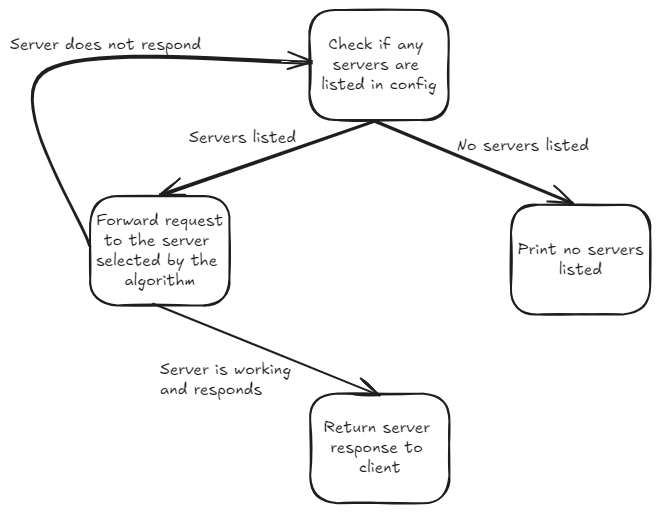 Server does not respond
Check if any
servers are
listed in config
Servers listed
No servers listed
Forward request
to the server
selected by the
algorithm
Print no servers
listed
Server is working
and responds
Return server
response to
client